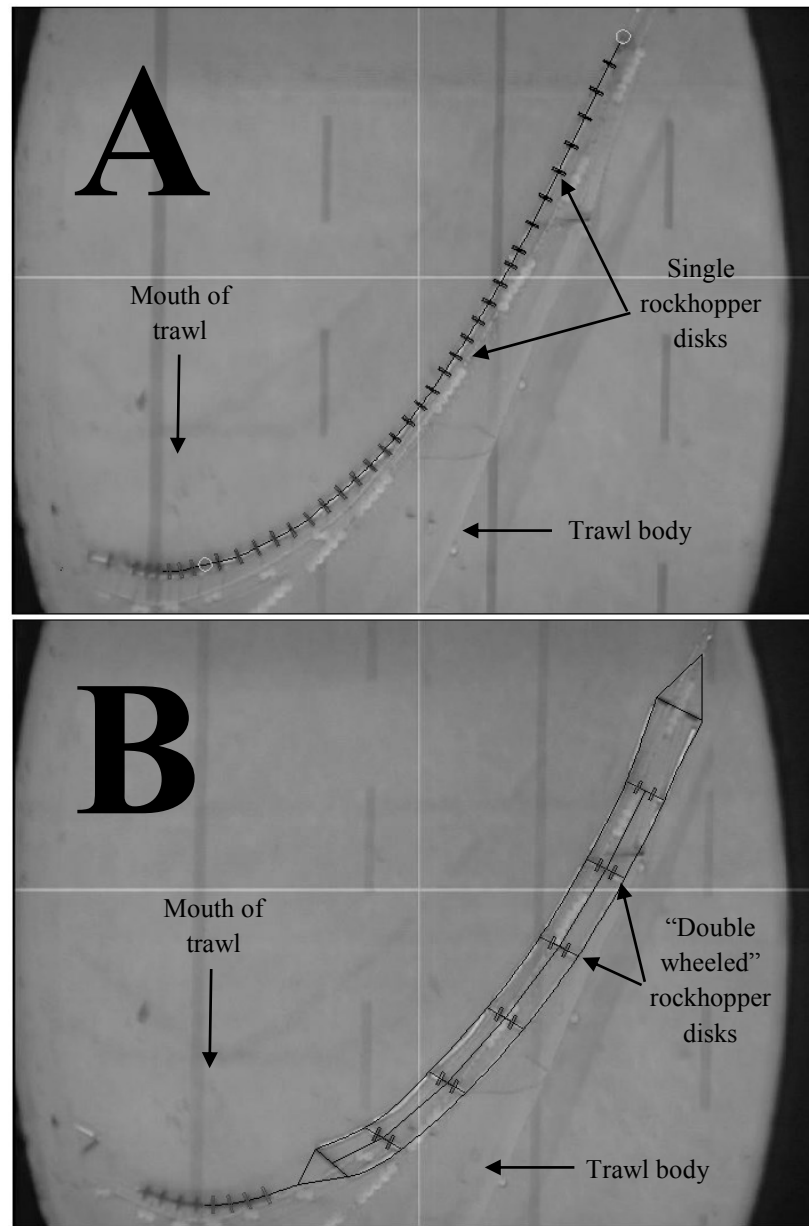 A
Mouth of
trawl
Single
rockhopper
disks
Trawl body
B
Mouth of
trawl
“Double
wheeled”
rockhopper
disks
Trawl body